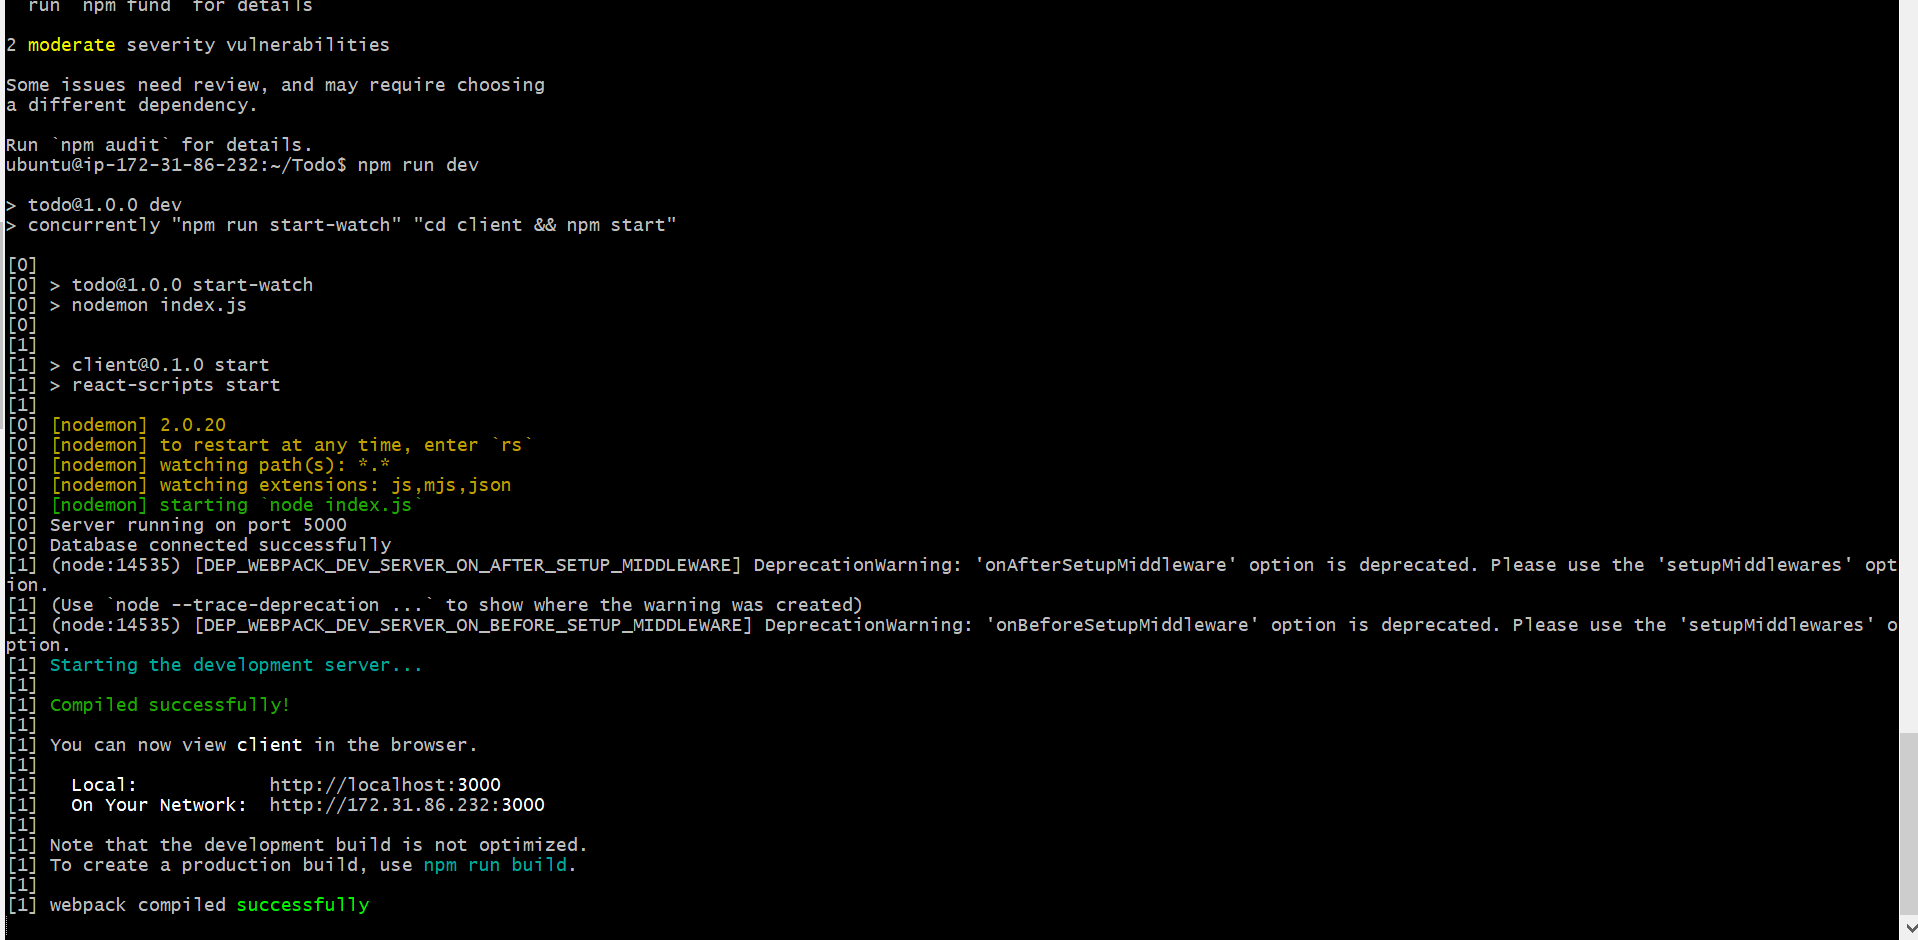 run `npm fund` for details
2 moderate severity vulnerabilities
Some issues need review, and may require choosing
a different dependency.
Run `npm audit` for details.
ubuntu@ip-172-31-86-232:~/Todo$ npm run dev
> todo@1.0.0 dev
> concurrently "npm run start-watch" "cd client && npm start"
[0]
[0] > todo@1.0.0 start-watch
[0] > nodemon index.js
[0]
[1]
[1] > client@0.1.0 start
[1] > react-scripts start
[1]
[0] [nodemon] 2.0.20
[0] [nodemon] to restart at any time, enter `rs`
[0] [nodemon] watching path(s): *.*
[0] [nodemon] watching extensions: js,mjs,json
[0] [nodemon] starting `node index.js`
[0] Server running on port 5000
[0] Database connected successfully
[1] (node:14535) [DEP_WEBPACK_DEV_SERVER_ON_AFTER_SETUP_MIDDLEWARE] DeprecationWarning: 'onAfterSetupMiddleware' option is deprecated. Please use the 'setupMiddlewares' opt
ion.
[1] (Use `node --trace-deprecation ...` to show where the warning was created)
[1] (node:14535) [DEP_WEBPACK_DEV_SERVER_ON_BEFORE_SETUP_MIDDLEWARE] DeprecationWarning: 'onBeforeSetupMiddleware' option is deprecated. Please use the 'setupMiddlewares' o
ption.
[1] Starting the development server...
[1]
[1] Compiled successfully!
[1]
[1] You can now view client in the browser.
[1]
[1]   Local:            http://localhost:3000
[1]   On Your Network:  http://172.31.86.232:3000
[1]
[1] Note that the development build is not optimized.
[1] To create a production build, use npm run build.
[1]
[1] webpack compiled successfully